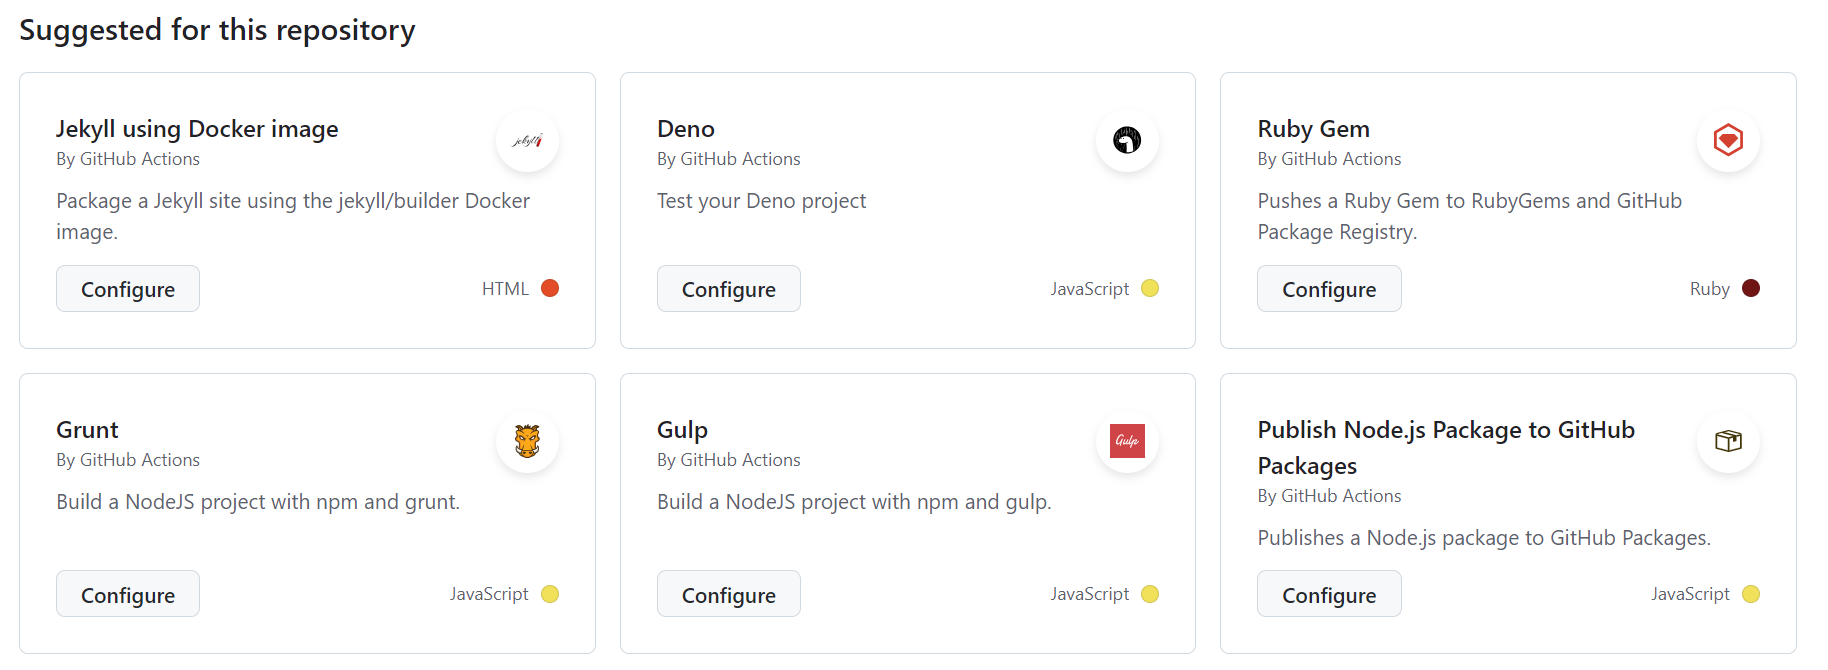 Suggested for this repository
Jekyll using Docker image
By GitHub Actions
jekyll
Package a Jekyll site using the jekyll/builder Docker
image.
Configure
HTML
Deno
By GitHub Actions
Test your Deno project
Configure
JavaScript
Ruby Gem
By GitHub Actions
Pushes a Ruby Gem to RubyGems and GitHub
Package Registry.
Configure
Ruby
Grunt
By GitHub Actions
Build a NodeJS project with npm and grunt.
Configure
JavaScript
Gulp
By GitHub Actions
Gulp
Build a NodeJS project with npm and gulp.
Configure
JavaScript
Publish Node.js Package to GitHub
Packages
By GitHub Actions
Publishes a Node.js package to GitHub Packages.
Configure
JavaScript